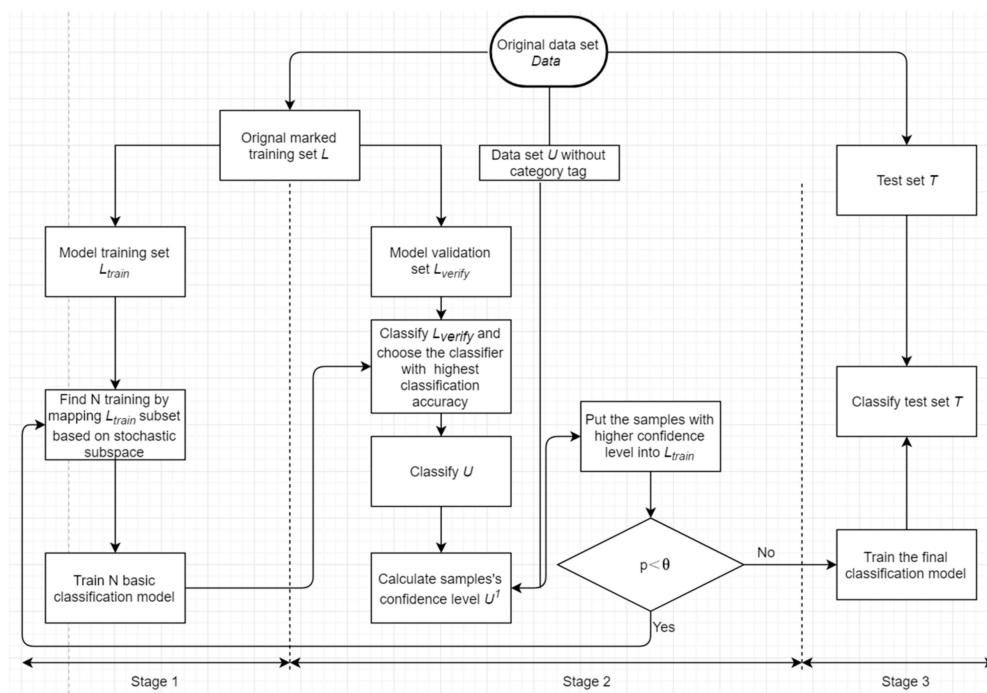 Original data set
Data
Orignal marked
training set L
Data set U without
category tag
Test set T
Model training set
Ltrain
Model validation
set Lverify
Classify Lverify and
choose the classifier
with highest
classification
accuracy
Find N training by
mapping Ltrain subset
based on stochastic
subspace
Put the samples with
higher confidence
level into Ltrain
Classify test set T
Classify U
Train N basic
classification model
Calculate samples's
confidence level U1
p<θ
No
Train the final
classification model
Yes
Stage 1
Stage 2
Stage 3